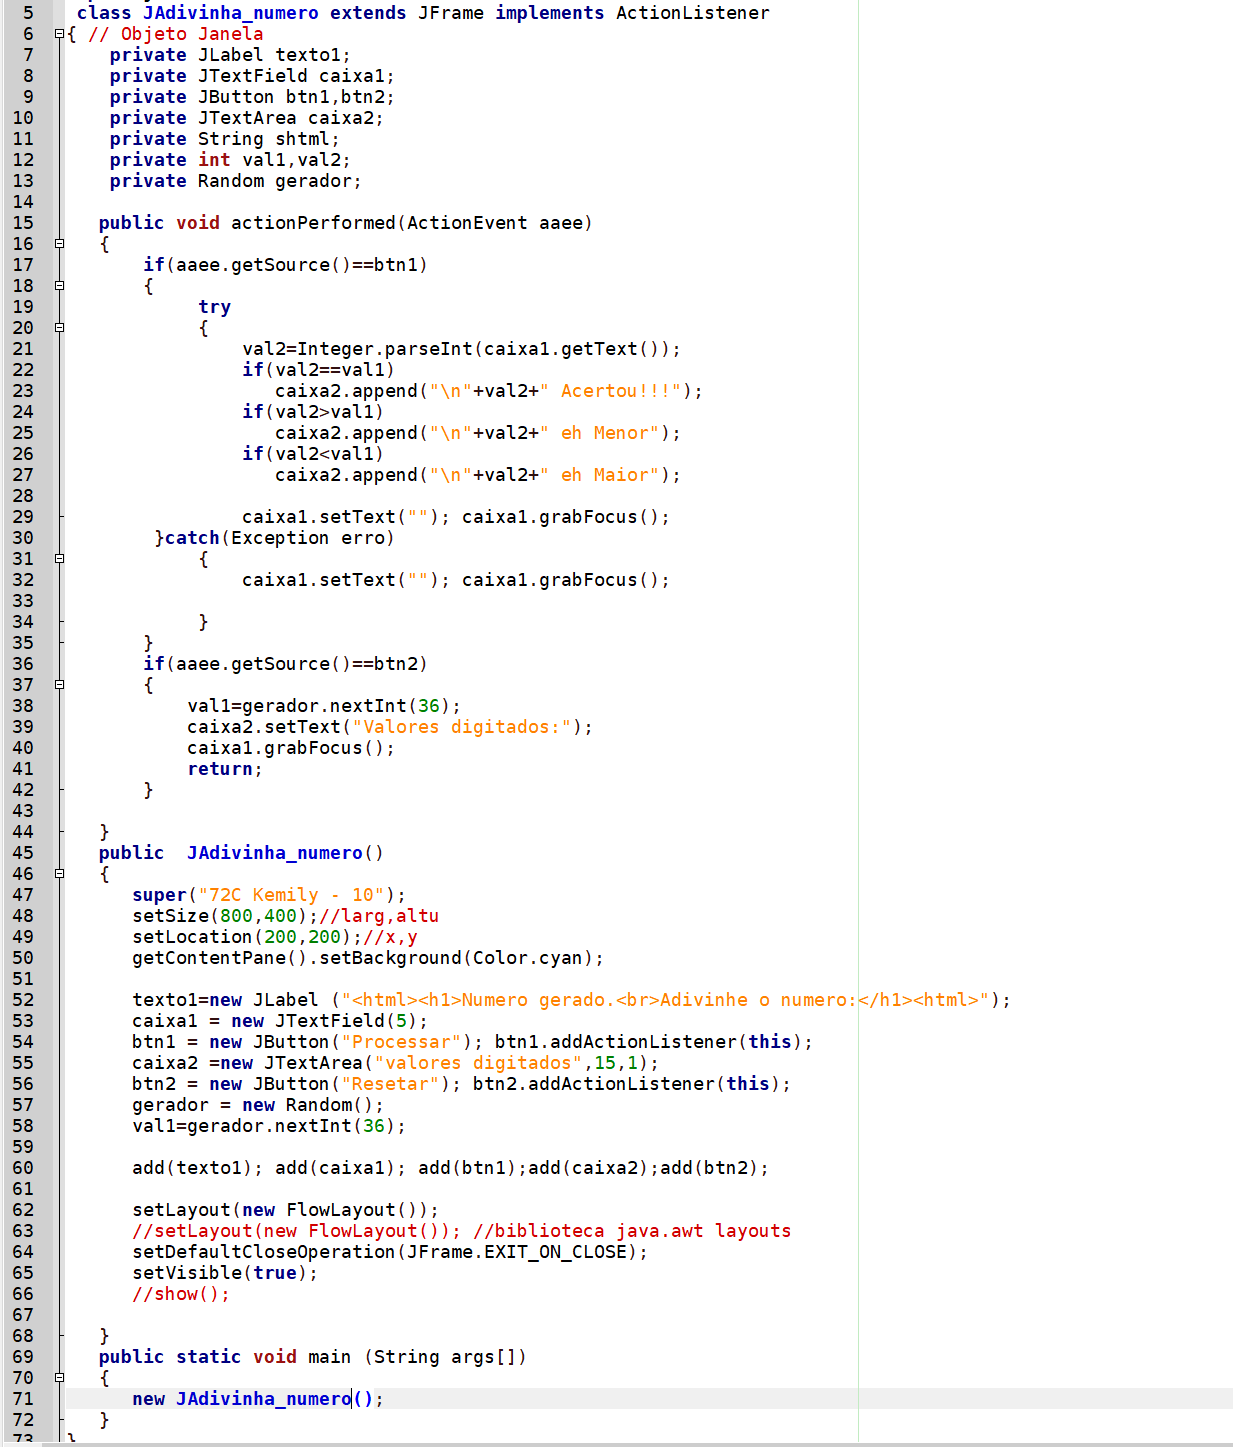 5 class JAdivinha_numero extends JFrame implements ActionListener
6 { // Objeto Janela
7 private JLabel texto1;
8 private JTextField caixa1;
9 private JButton btn1,btn2;
10 private JTextArea caixa2;
11 private String shtml;
12 private int val1,val2;
13 private Random gerador;
14
15 public void actionPerformed(ActionEvent aaee)
16 {
17 if(aaee.getSource()==btn1)
18 {
19 try
20 {
21 val2=Integer.parseInt(caixa1.getText());
22 if(val2==val1)
23 caixa2.append("\n"+val2+" Acertou!!!");
24 if(val2>val1)
25 caixa2.append("\n"+val2+" eh Menor");
26 if(val2<val1)
27 caixa2.append("\n"+val2+" eh Maior");
28
29 caixa1.setText(""); caixa1.grabFocus();
30 }catch(Exception erro)
31 {
32 caixa1.setText(""); caixa1.grabFocus();
33
34 }
35 }
36 if(aaee.getSource()==btn2)
37 {
38 val1=gerador.nextInt(36);
39 caixa2.setText("Valores digitados:");
40 caixa1.grabFocus();
41 return;
42 }
43
44 }
45 public  JAdivinha_numero()
46 {
47 super("72C Kemily - 10");
48 setSize(800,400);//larg,altu
49 setLocation(200,200);//x,y
50 getContentPane().setBackground(Color.cyan);
51
52 texto1=new JLabel ("<html><h1>Numero gerado.<br>Adivinhe o numero:</h1><html>");
53 caixa1 = new JTextField(5);
54 btn1 = new JButton("Processar"); btn1.addActionListener(this);
55 caixa2 =new JTextArea("valores digitados",15,1);
56 btn2 = new JButton("Resetar"); btn2.addActionListener(this);
57 gerador = new Random();
58 val1=gerador.nextInt(36);
59
60 add(texto1); add(caixa1); add(btn1);add(caixa2);add(btn2);
61
62 setLayout(new FlowLayout());
63 //setLayout(new FlowLayout()); //biblioteca java.awt layouts
64 setDefaultCloseOperation(JFrame.EXIT_ON_CLOSE);
65 setVisible(true);
66 //show();
67
68 }
69 public static void main (String args[])
70 {
71 new JAdivinha_numero();
72 }
73 }